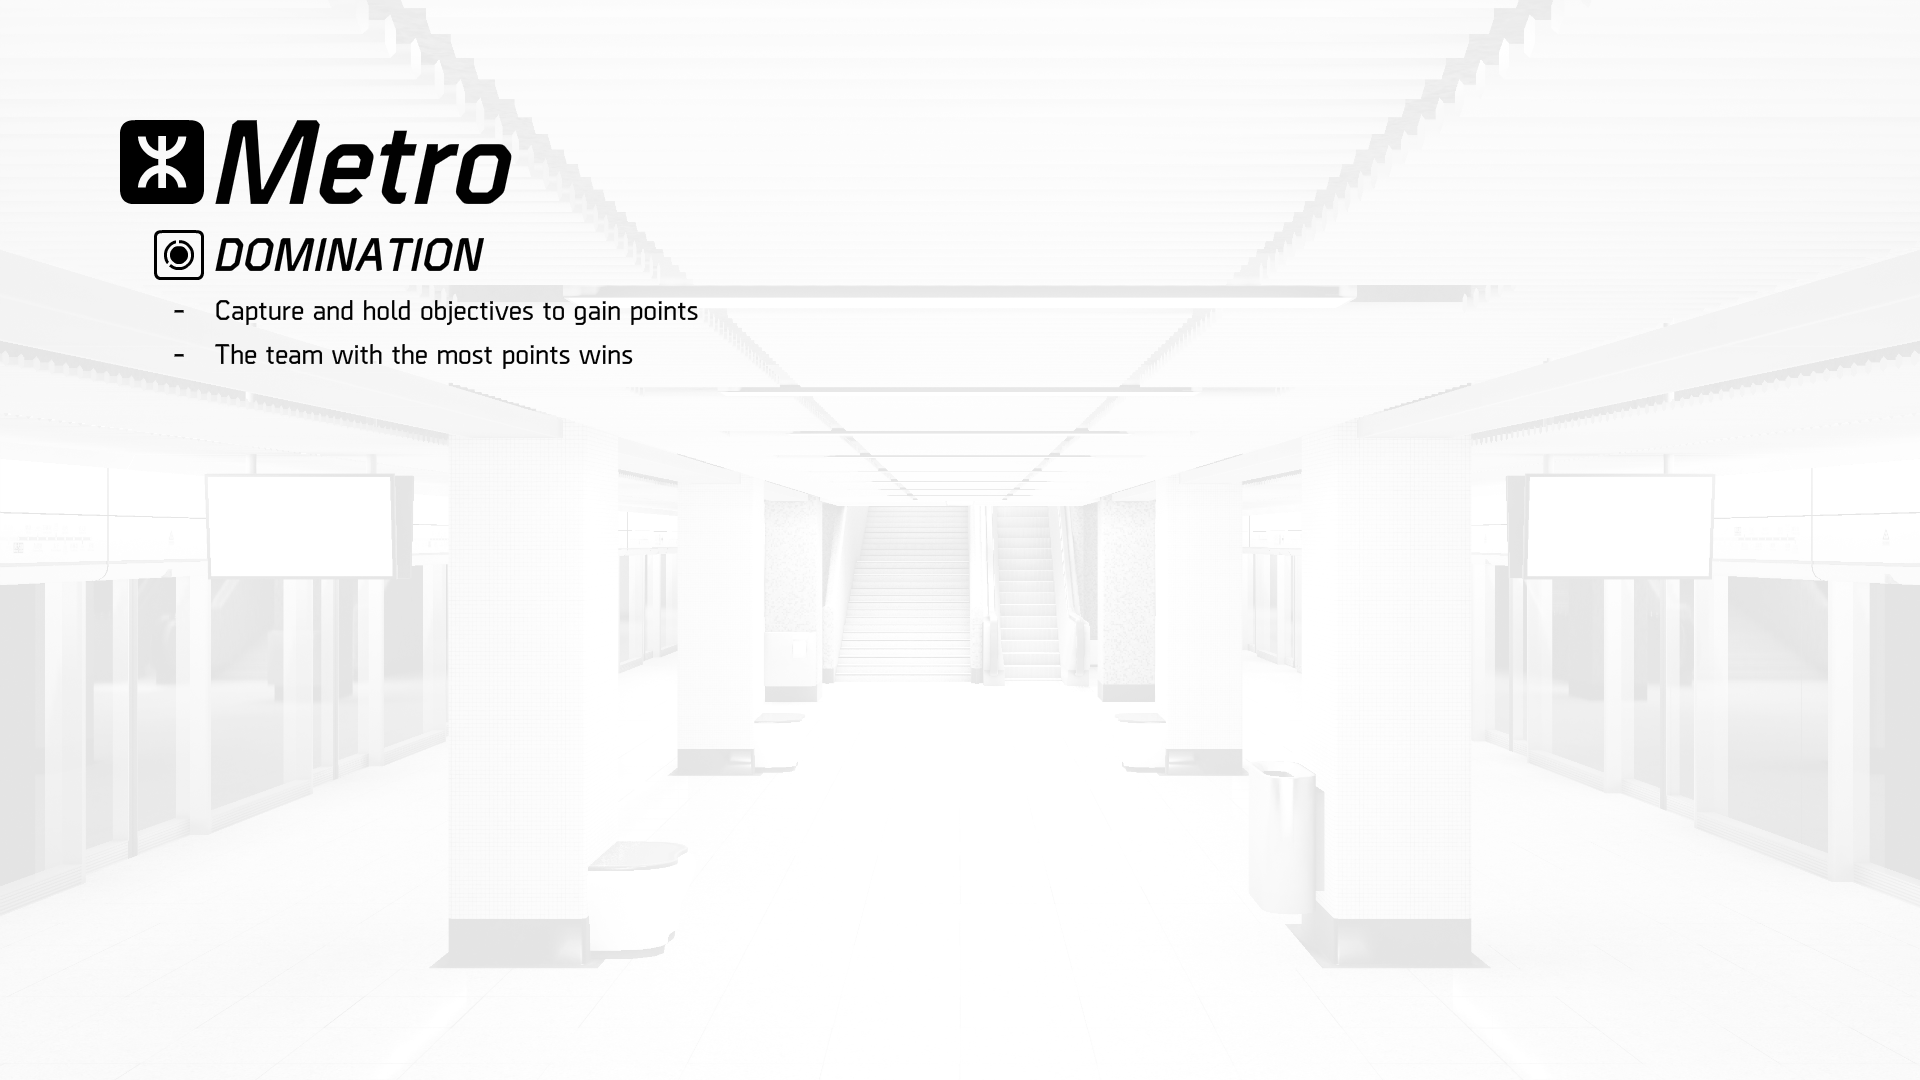 Metro
DOMINATION
- Capture and hold objectives to gain points
- The team with the most points wins